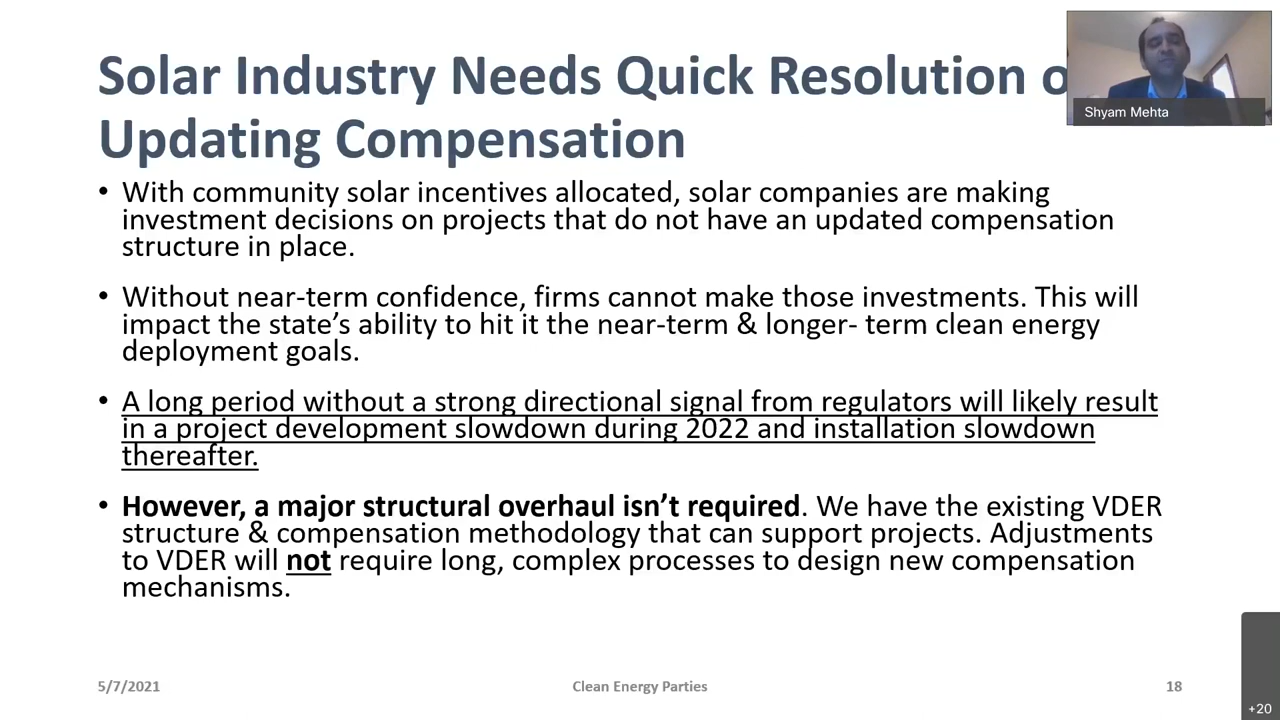 Solar Industry Needs Quick Resolution
Updating Compensation
Shyam Mehta
• With community solar incentives allocated, solar companies are making
investment decisions on projects that do not have an updated compensation
structure in place.
• Without near-term confidence, firms cannot make those investments. This will
impact the state’s ability to hit it the near-term & longer- term clean energy
deployment goals.
• A long period without a strong directional signal from regulators will likely result
in a project development slowdown during 2022 and installation slowdown
thereafter.
• However, a major structural overhaul isn’t required. We have the existing VDER
structure & compensation methodology that can support projects. Adjustments
to VDER will not require long, complex processes to design new compensation
mechanisms.
5/7/2021
Clean Energy Parties
18
+20